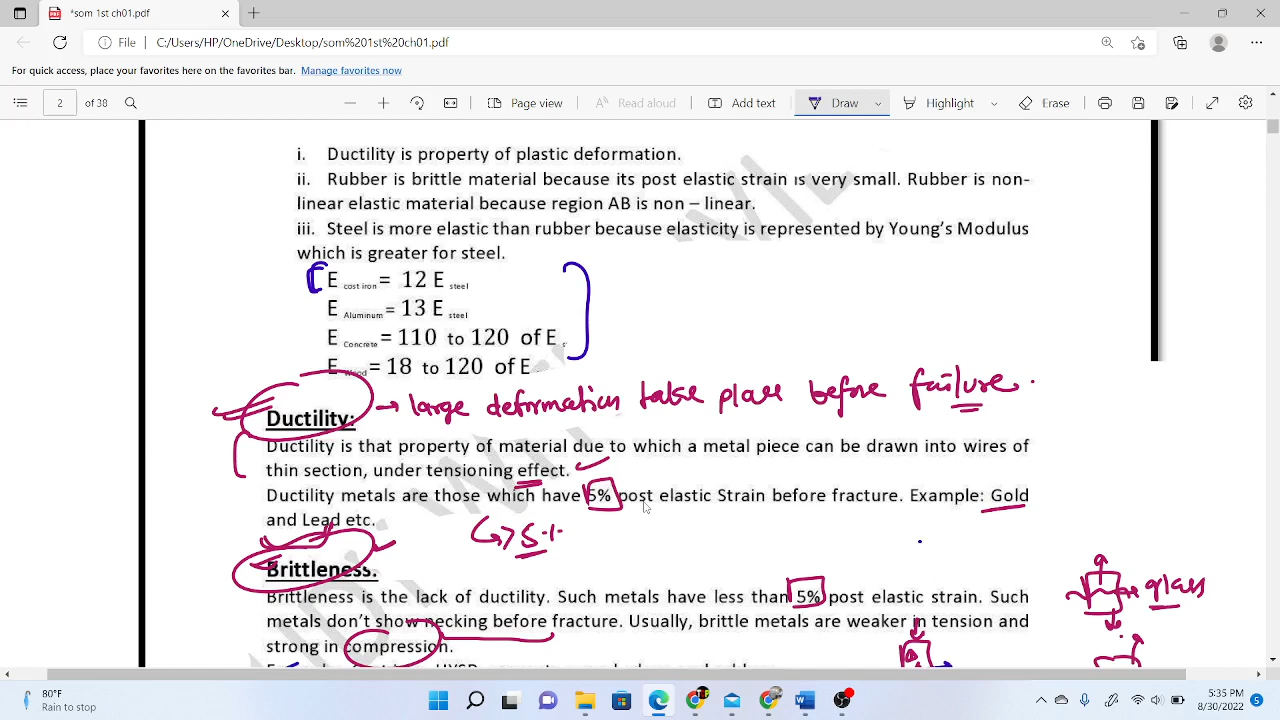 *som 1st ch01.pdf
File C:/Users/HP/OneDrive/Desktop/som%201st%20ch01.pdf
For quick access, place your favorites here on the favorites bar. Manage favorites now
2 of 38 Page view Read aloud Add text Draw Highlight Erase
i. Ductility is property of plastic deformation.
ii. Rubber is brittle material because its post elastic strain is very small. Rubber is non-
linear elastic material because region AB is non – linear.
iii. Steel is more elastic than rubber because elasticity is represented by Young's Modulus
which is greater for steel.
E cost iron = 12 E steel
E Aluminum = 13 E steel
E Concrete = 110 to 120 of E s
E Wood = 18 to 120 of E
→ large deformation take place before failure.
Ductility:
Ductility is that property of material due to which a metal piece can be drawn into wires of
thin section, under tensioning effect.
Ductility metals are those which have 5% post elastic Strain before fracture. Example: Gold
and Lead etc.
> 5%
Brittleness:
glass
Brittleness is the lack of ductility. Such metals have less than 5% post elastic strain. Such
metals don't show necking before fracture. Usually, brittle metals are weaker in tension and
strong in compression.
80°F
Rain to stop
5:35 PM
8/30/2022
5